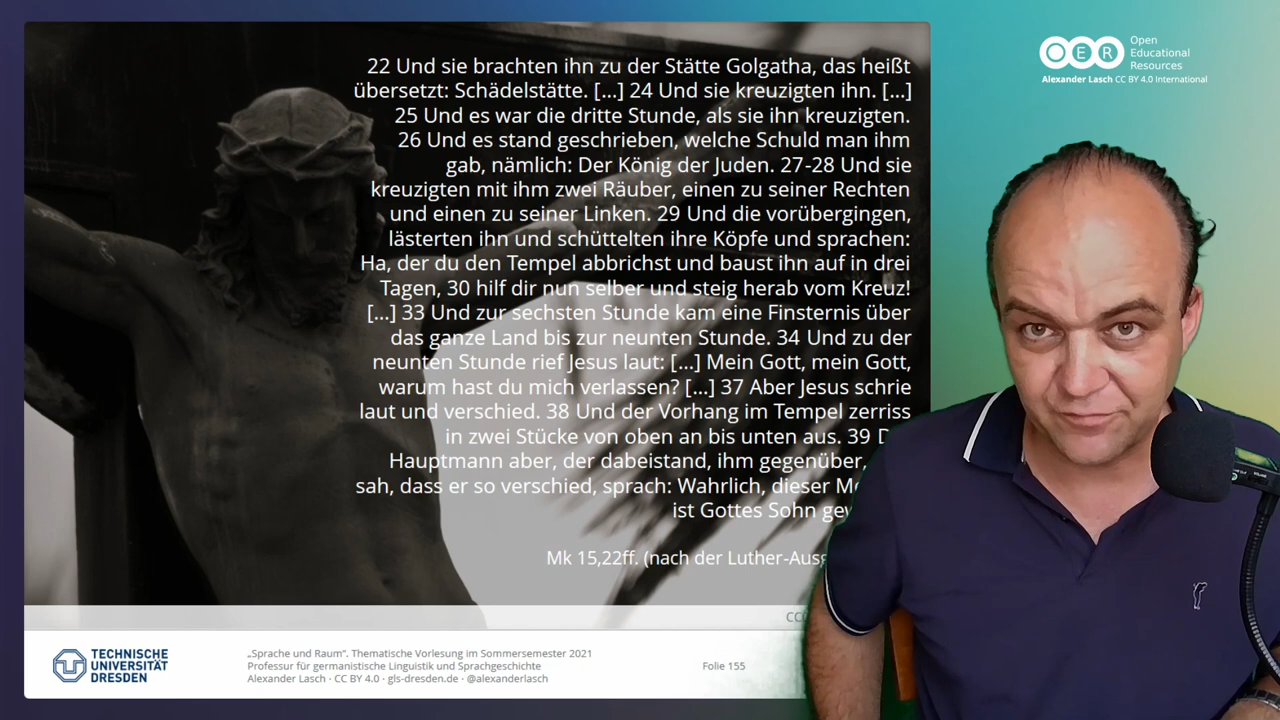 22 Und sie brachten ihn zu der Stätte Golgatha, das heißt
übersetzt: Schädelstätte. [...] 24 Und sie kreuzigten ihn. [...]
25 Und es war die dritte Stunde, als sie ihn kreuzigten.
26 Und es stand geschrieben, welche Schuld man ihm
gab, nämlich: Der König der Juden. 27-28 Und sie
kreuzigten mit ihm zwei Räuber, einen zu seiner Rechten
und einen zu seiner Linken. 29 Und die vorübergingen,
lästerten ihn und schüttelten ihre Köpfe und sprachen:
Ha, der du den Tempel abbrichst und baust ihn auf in drei
Tagen, 30 hilf dir nun selber und steig herab vom Kreuz!
[...] 33 Und zur sechsten Stunde kam eine Finsternis über
das ganze Land bis zur neunten Stunde. 34 Und zu der
neunten Stunde rief Jesus laut: [...] Mein Gott, mein Gott,
warum hast du mich verlassen? [...] 37 Aber Jesus schrie
laut und verschied. 38 Und der Vorhang im Tempel zerriss
in zwei Stücke von oben an bis unten aus. 39
Hauptmann aber, der dabeistand, ihm gegenüber,
sah, dass er so verschied, sprach: Wahrlich, dieser
ist Gottes Sohn
Mk 15,22ff. (nach der
TECHNISCHE
UNIVERSITÄT
DRESDEN
„Sprache und Raum“. Thematische Vorlesung im Sommersemester 2021
Professur für germanistische Linguistik und Sprachgeschichte
Alexander Lasch · CC BY 4.0 · gls-dresden.de · @alexanderlasch
Folie 155
OER
Open
Educational
Resources
Alexander Lasch CC BY 4.0 International